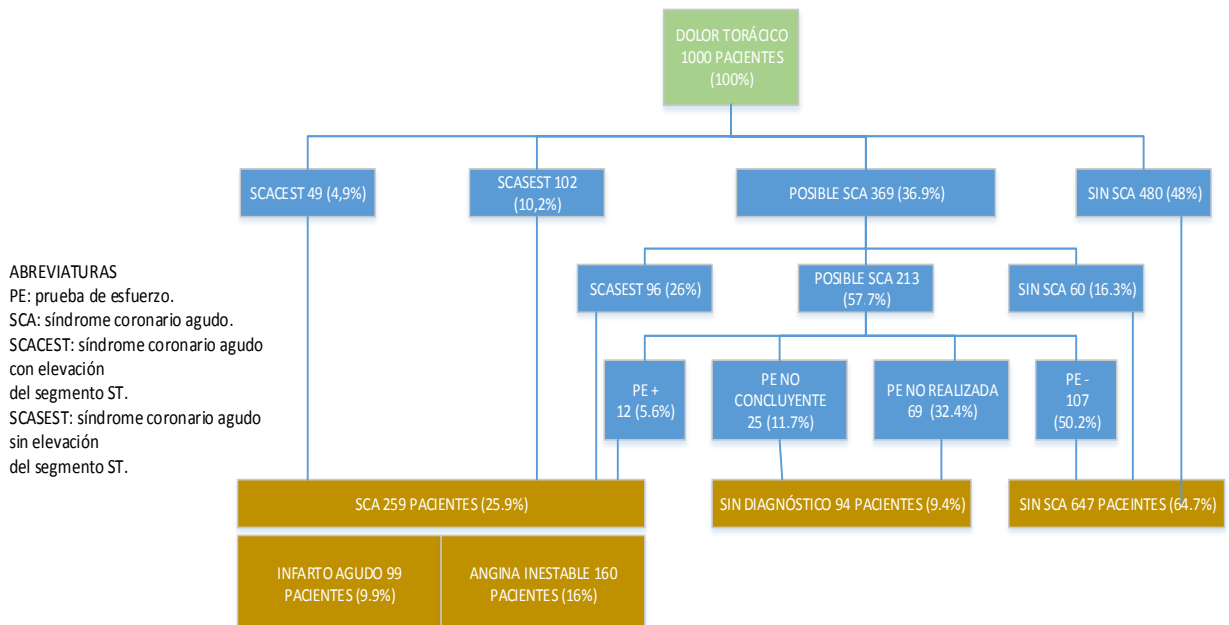 DOLOR TORÁCICO
1000 PACIENTES
(100%)
SCACEST 49 (4,9%)
SCASEST 102
(10,2%)
POSIBLE SCA 369 (36.9%)
SIN SCA 480 (48%)
ABREVIATURAS
PE: prueba de esfuerzo.
SCA: síndrome coronario agudo.
SCACEST: síndrome coronario agudo
con elevación
del segmento ST.
SCASEST: síndrome coronario agudo
sin elevación
del segmento ST.
SCASEST 96 (26%)
POSIBLE SCA 213
(57.7%)
SIN SCA 60 (16.3%)
PE +
12 (5.6%)
PE NO
CONCLUYENTE
25 (11.7%)
PE NO REALIZADA
69 (32.4%)
PE -
107
(50.2%)
SCA 259 PACIENTES (25.9%)
SIN DIAGNÓSTICO 94 PACIENTES (9.4%)
SIN SCA 647 PACEINTES (64.7%)
INFARTO AGUDO 99
PACIENTES (9.9%)
ANGINA INESTABLE 160
PACIENTES (16%)